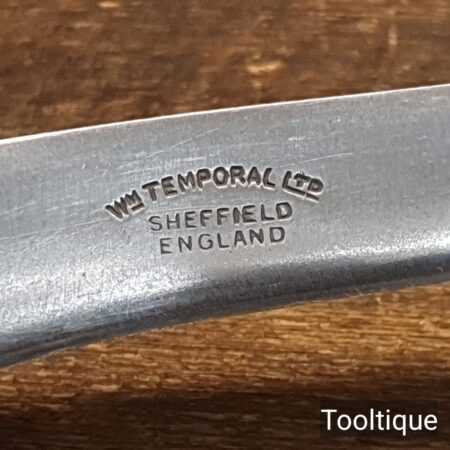 WM TEMPORAL LTD
SHEFFIELD
ENGLAND
Tooltique